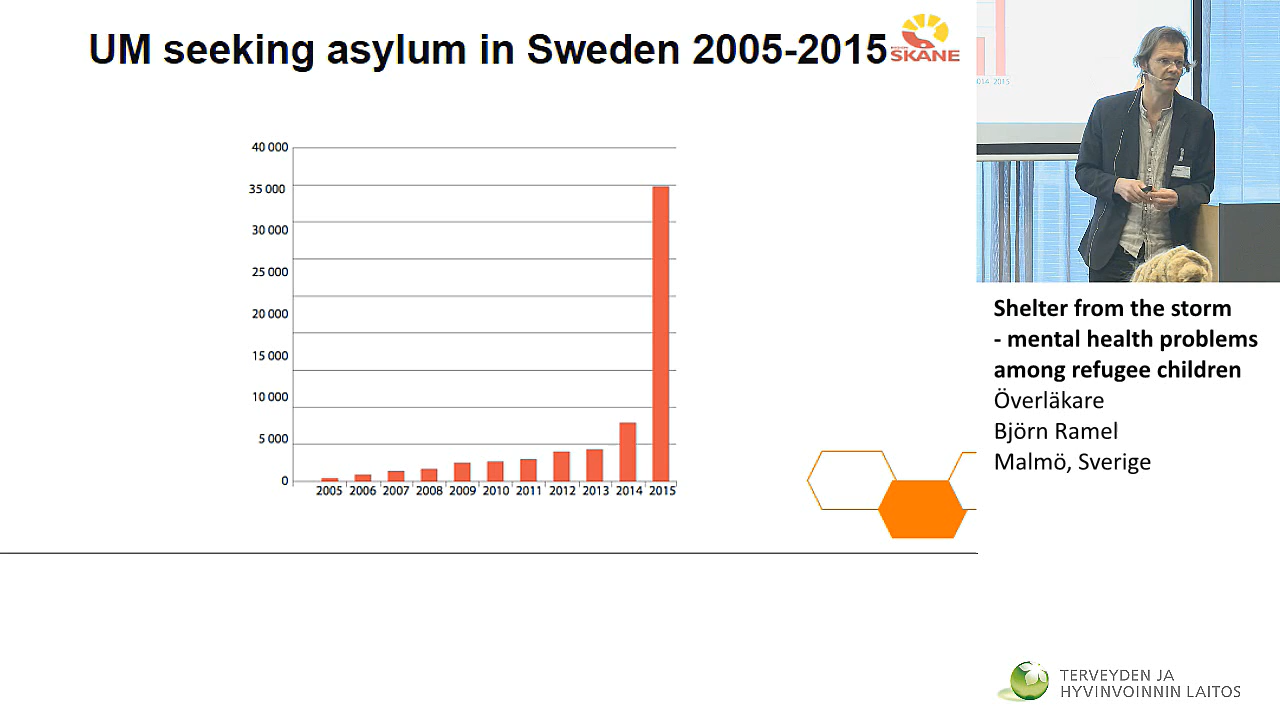 UM seeking asylum in Sweden 2005-2015
SKÅNE
40 000
35 000
30 000
25 000
20 000
15 000
10 000
5 000
0
2005 2006 2007 2008 2009 2010 2011 2012 2013 2014 2015
014 2015
Shelter from the storm
- mental health problems
among refugee children
Överläkare
Björn Ramel
Malmö, Sverige
TERVEYDEN JA
HYVINVOINNIN LAITOS